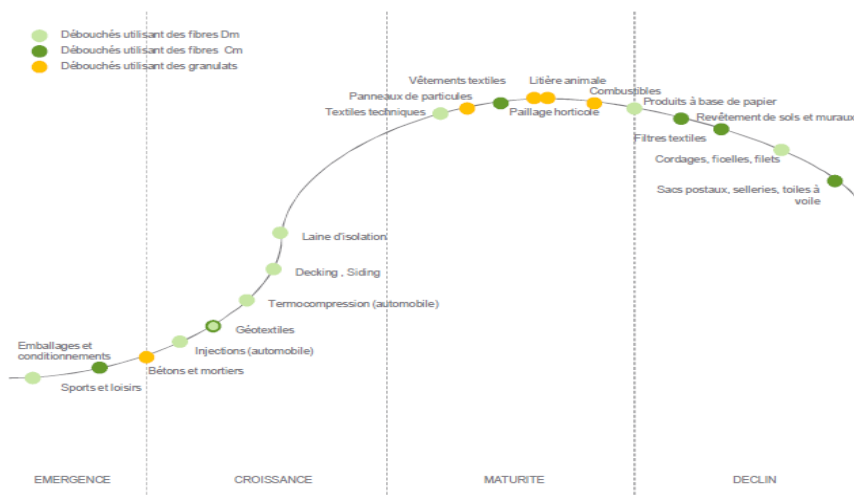 Débouchés utilisant des fibres Dm
Débouchés utilisant des fibres Cm
Débouchés utilisant des granulats
Vêtements textiles
Litière animale
Combustibles
Panneaux de particules
Produits à base de papier
Textiles techniques
Paillage horticole
Revêtement de sols et muraux
Filtres textiles
Cordages, ficelles, filets
Sacs postaux, selleries, toiles à
voile
Laine d'isolation
Decking , Siding
Termocompression (automobile)
Géotextiles
Injections (automobile)
Emballages et
conditionnements
Bétons et mortiers
Sports et loisirs
EMERGENCE
CROISSANCE
MATURITE
DECLIN